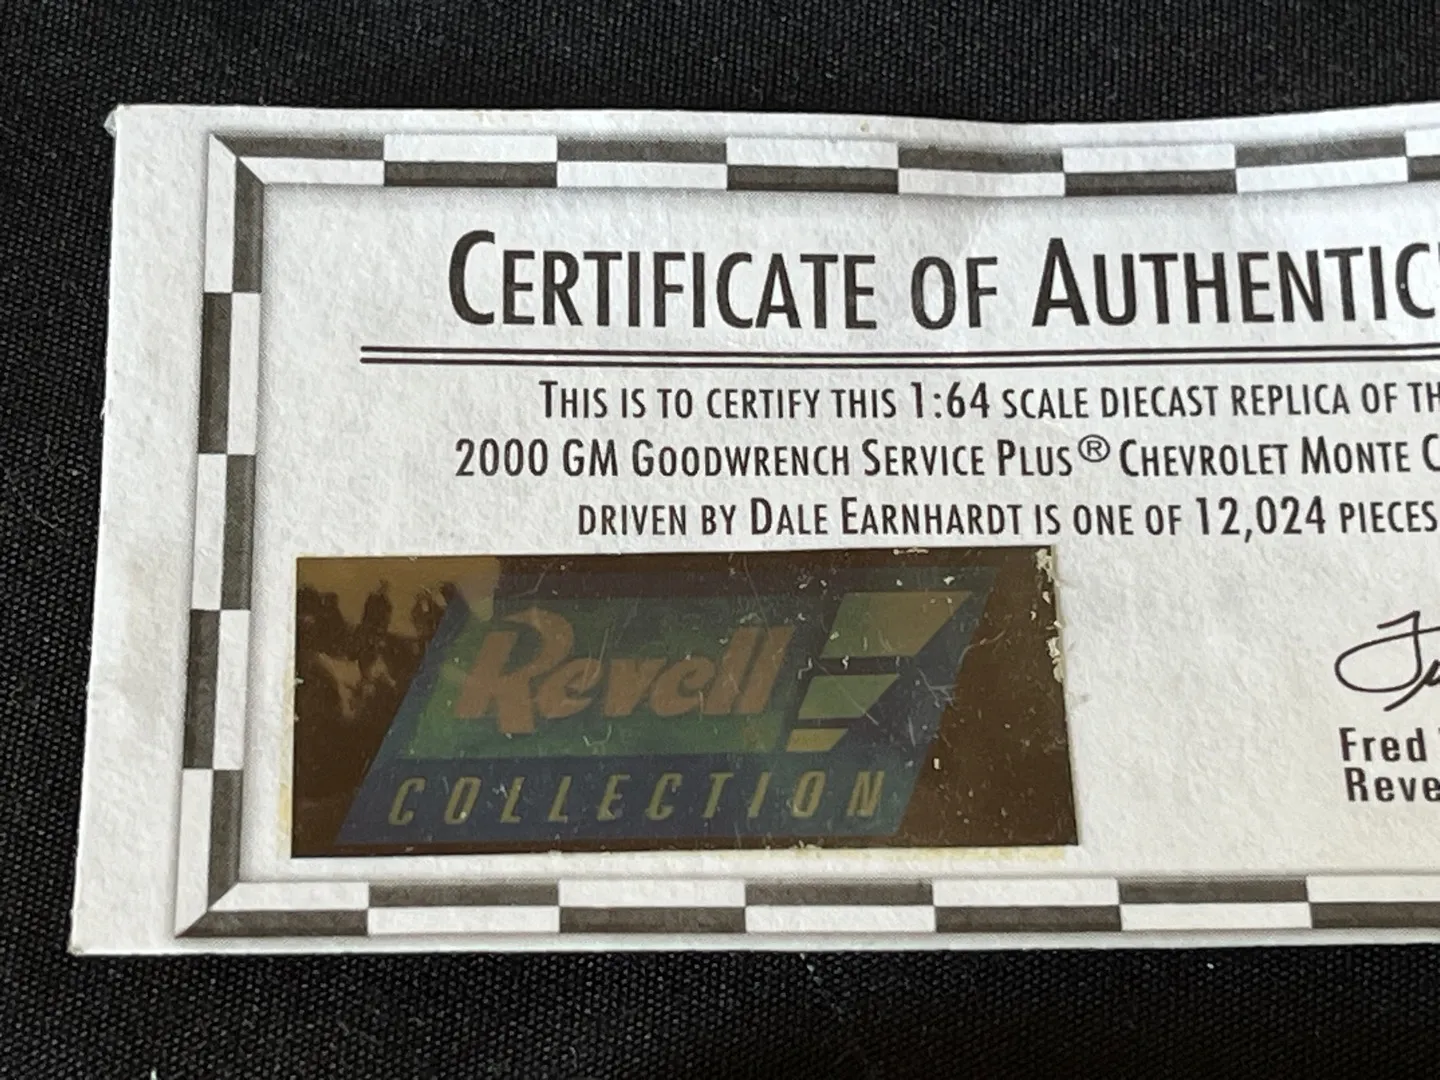 CERTIFICATE OF AUTHENTIC
THIS IS TO CERTIFY THIS 1:64 SCALE DIECAST REPLICA OF TH
2000 GM GOODWRENCH SERVICE PLUS® CHEVROLET MONTE C
DRIVEN BY DALE EARNHARDT IS ONE OF 12,024 PIECES
Revell
COLLECTION
Fred
Reve